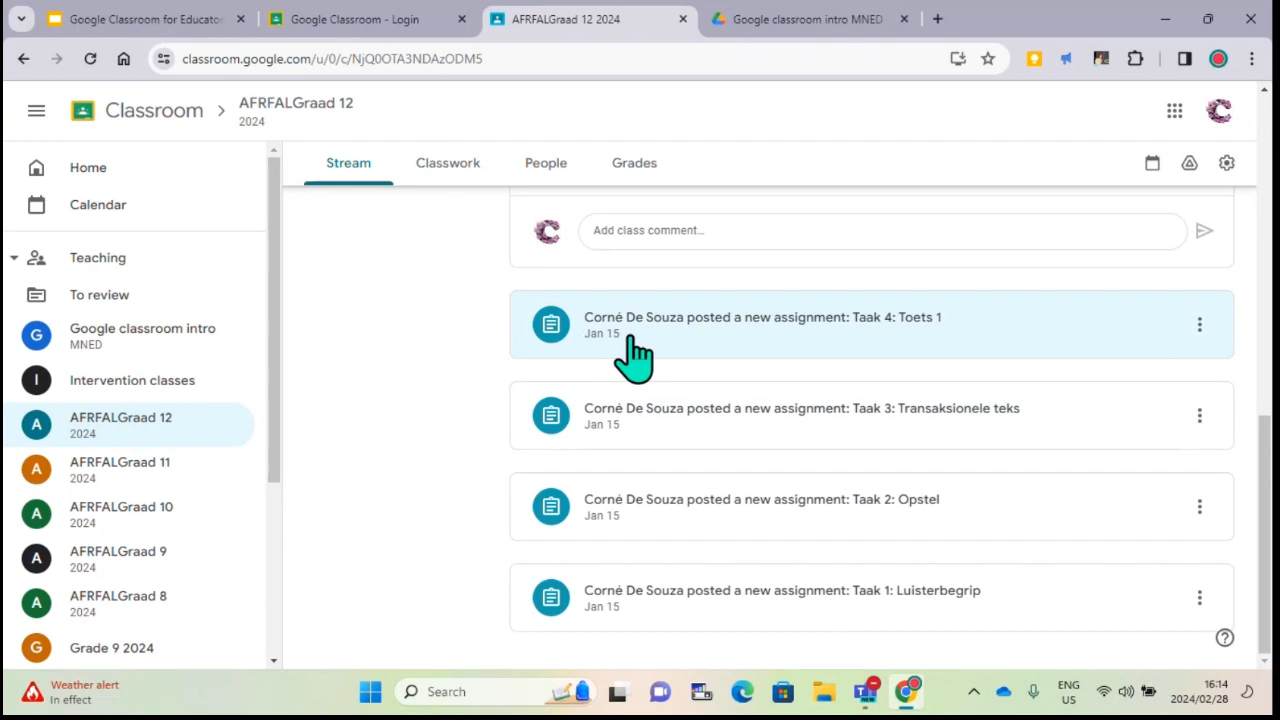 Google Classroom for Educator
Google Classroom - Login
AFRFALGraad 12 2024
Google classroom intro MNED
classroom.google.com/u/0/c/NjQ0OTA3NDAzODM5
Classroom
AFRFALGraad 12
2024
Home
Calendar
Teaching
To review
G
Google classroom intro
MNED
I
Intervention classes
A
AFRFALGraad 12
2024
A
AFRFALGraad 11
2024
A
AFRFALGraad 10
2024
A
AFRFALGraad 9
2024
A
AFRFALGraad 8
2024
G
Grade 9 2024
Stream
Classwork
People
Grades
Add class comment...
Corné De Souza posted a new assignment: Taak 4: Toets 1
Jan 15
Corné De Souza posted a new assignment: Taak 3: Transaksionele teks
Jan 15
Corné De Souza posted a new assignment: Taak 2: Opstel
Jan 15
Corné De Souza posted a new assignment: Taak 1: Luisterbegrip
Jan 15
Weather alert
In effect
Search
ENG
US
16:14
2024/02/28